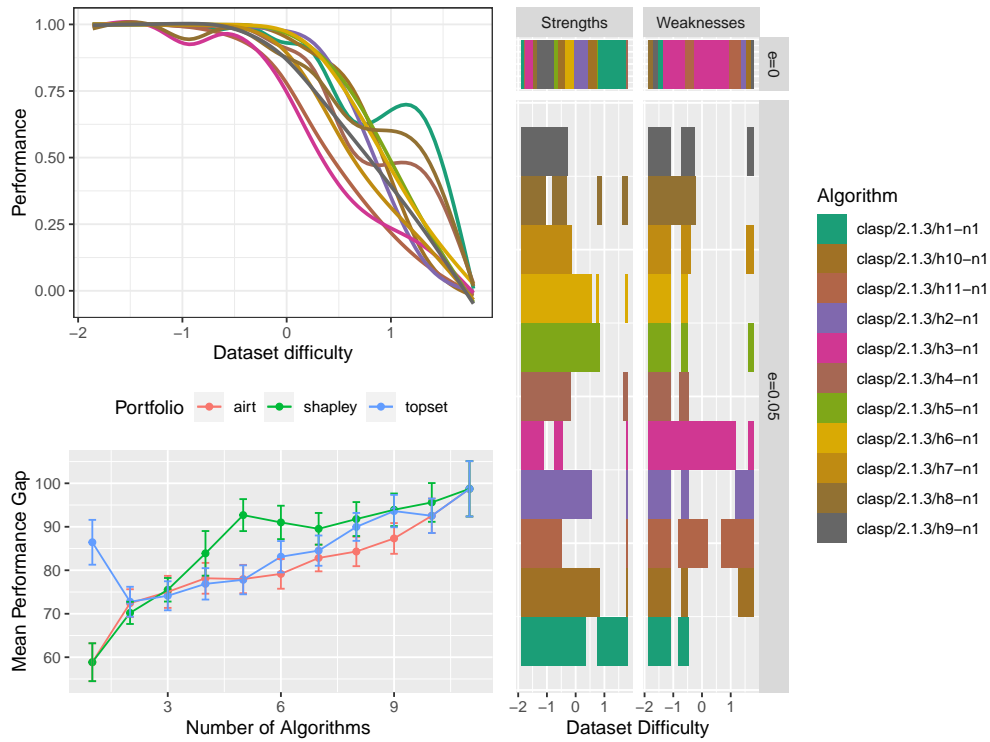 1.00
0.75
0.50
0.25
0.00
Performance
−2
−1
0
1
Dataset difficulty
Portfolio
airt
shapley
topset
100
90
80
70
60
Mean Performance Gap
3
6
9
Number of Algorithms
Strengths
Weaknesses
e=0
e=0.05
−2 −1 0 1
−2 −1 0 1
Dataset Difficulty
Algorithm
clasp/2.1.3/h1−n1
clasp/2.1.3/h10−n1
clasp/2.1.3/h11−n1
clasp/2.1.3/h2−n1
clasp/2.1.3/h3−n1
clasp/2.1.3/h4−n1
clasp/2.1.3/h5−n1
clasp/2.1.3/h6−n1
clasp/2.1.3/h7−n1
clasp/2.1.3/h8−n1
clasp/2.1.3/h9−n1